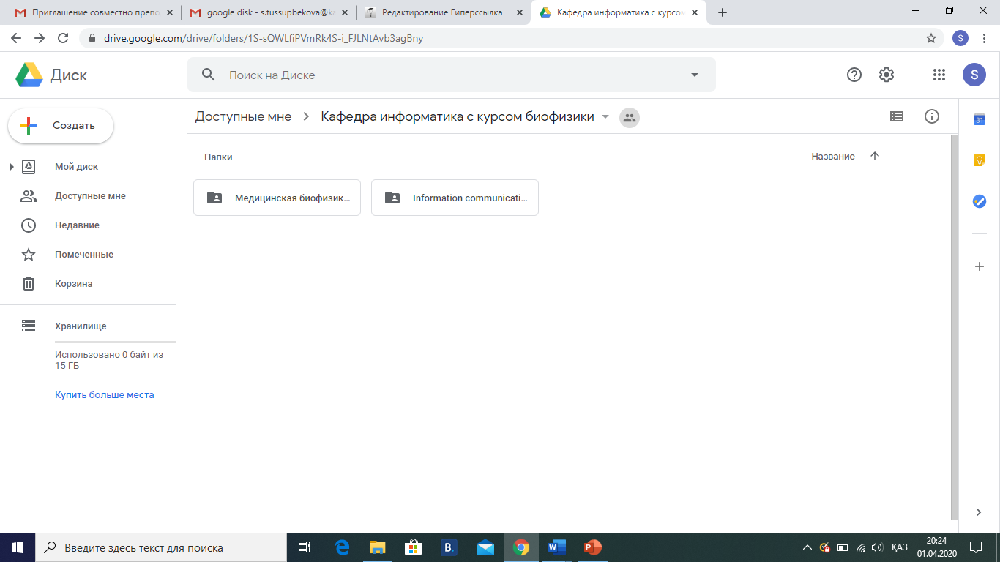 Приглашение совместно препо
google disk - s.tussupbekova@ka
Редактирование Гиперссылка
Кафедра информатика с курсом
drive.google.com/drive/folders/1S-sQWLfiPVmRk4S-i_FJLNtAvb3agBny
S
Диск
Поиск на Диске
S
Создать
Доступные мне
Кафедра информатика с курсом биофизики
31
Мой диск
Доступные мне
Недавние
Помеченные
Корзина
Хранилище
Использовано 0 байт из
15 ГБ
Купить больше места
Папки
Название
Медицинская биофизик...
Information communicati...
Введите здесь текст для поиска
B.
W
P
ҚАЗ
20:24
01.04.2020